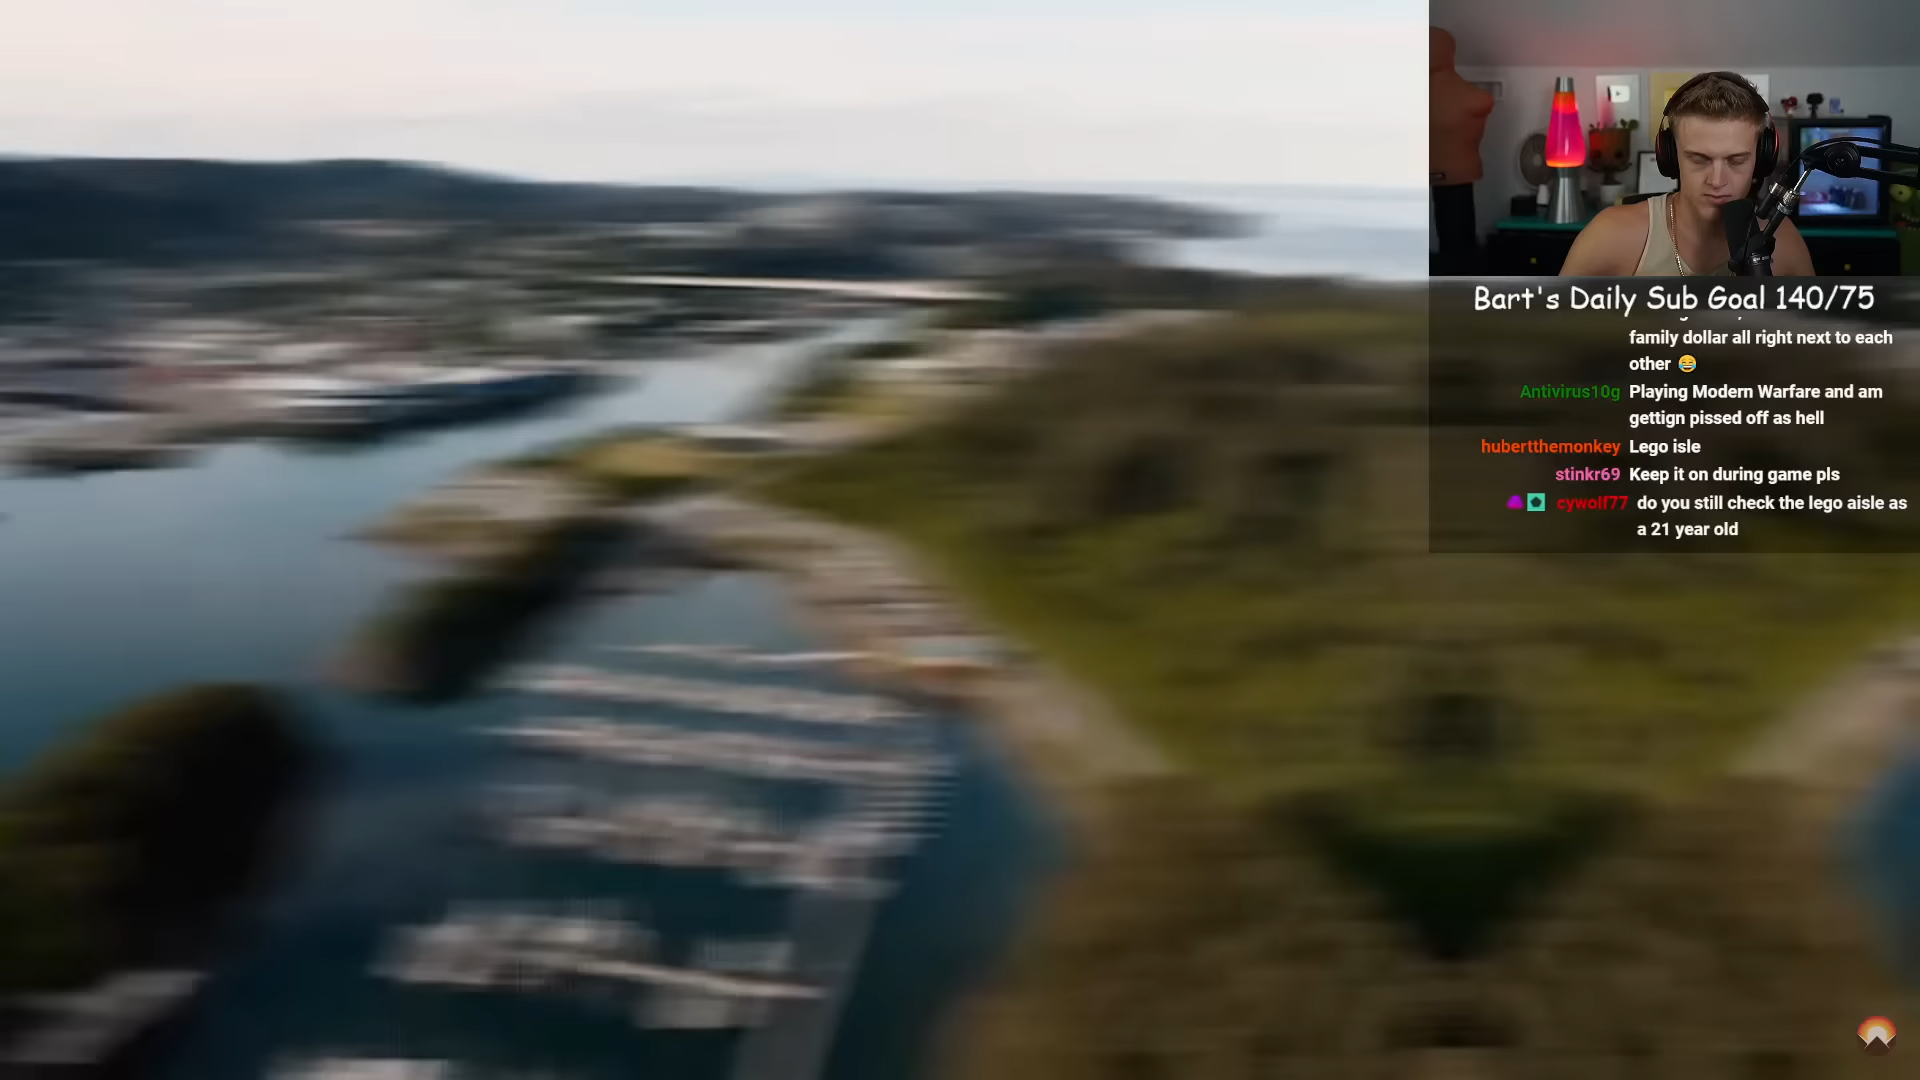 Bart's Daily Sub Goal 140/75
family dollar all right next to each
other 😂
Antivirus10g Playing Modern Warfare and am
gettign pissed off as hell
hubertthemonkey Lego isle
stinkr69 Keep it on during game pls
cywolf77 do you still check the lego aisle as
a 21 year old